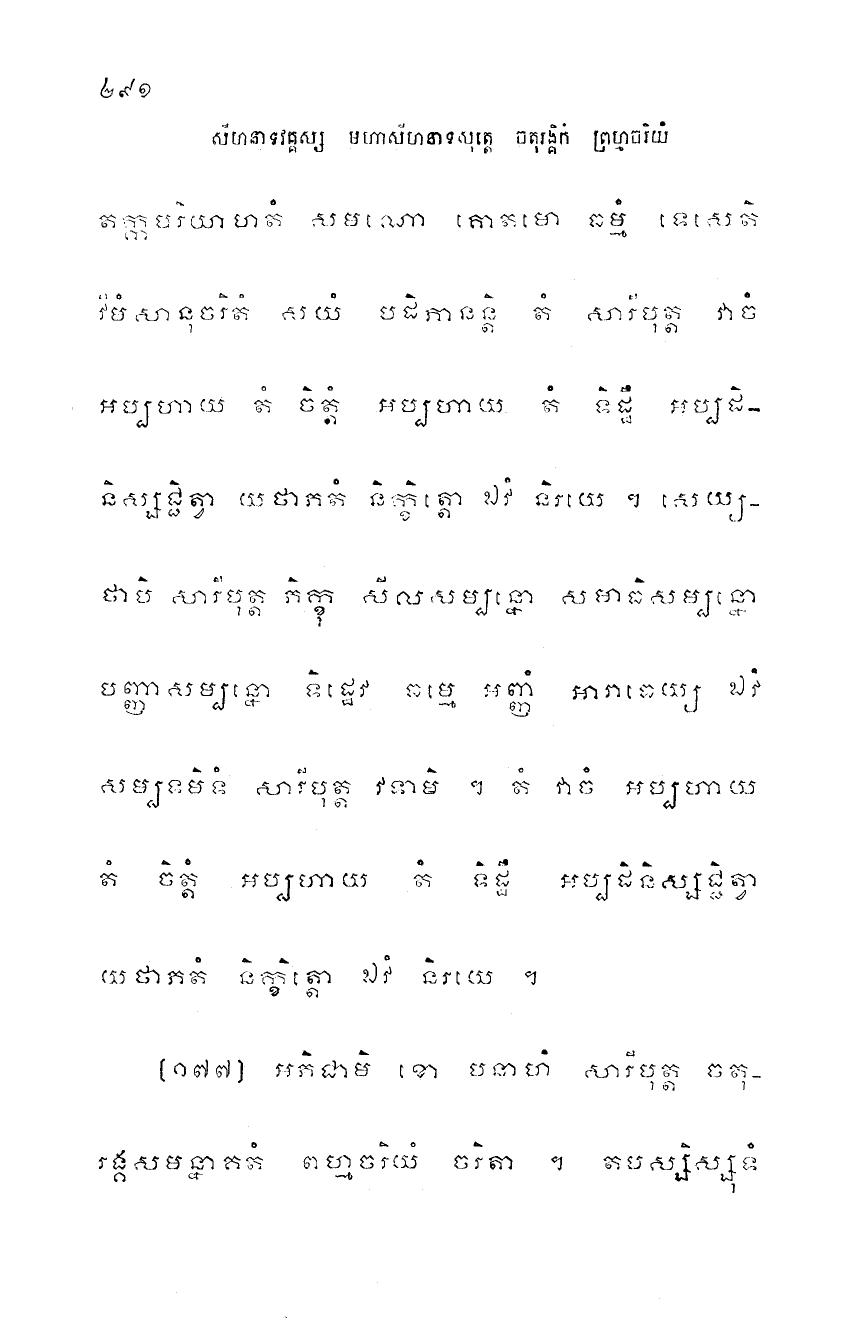 ២៩១
សីហនាទវគ្គស្ស មហាសីហនាទសុត្តេ ចតុរង្គិកំ ព្រហ្មចរិយំ
តក្កបរិយាហតំ សមណោ គោតមោ ធម្មំ ទេសេតិ
វីមំសានុចរិតំ សយំ បដិភានន្តិ តំ សារីបុត្ត វាចំ
អប្បហាយ តំ ចិត្តំ អប្បហាយ តំ ទិដ្ឋឹ អប្បដិ-
និស្សជ្ជិត្វា យថាភតំ និក្ខិត្តោ ឯវំ និរយេ ។ សេយ្យ-
ថាបិ សារីបុត្ត ភិក្ខុ សីលសម្បន្នោ សមាធិសម្បន្នោ
បញ្ញាសម្បន្នោ ទិដ្ឋេវ ធម្មេ អញ្ញំ អារាធេយ្យ ឯវំ
សម្បទមិទំ សារីបុត្ត វទាមិ ។ តំ វាចំ អប្បហាយ
តំ ចិត្តំ អប្បហាយ តំ ទិដ្ឋឹ អប្បដិនិស្សជ្ជិត្វា
យថាភតំ និក្ខិត្តោ ឯវំ និរយេ ។
[១៧៧] អភិជាមិ ខោ បនាហំ សារីបុត្ត ចតុ-
រង្គសមន្នាគតំ ពហ្មចរិយំ ចរិតា ។ តបស្សិស្សុទំ